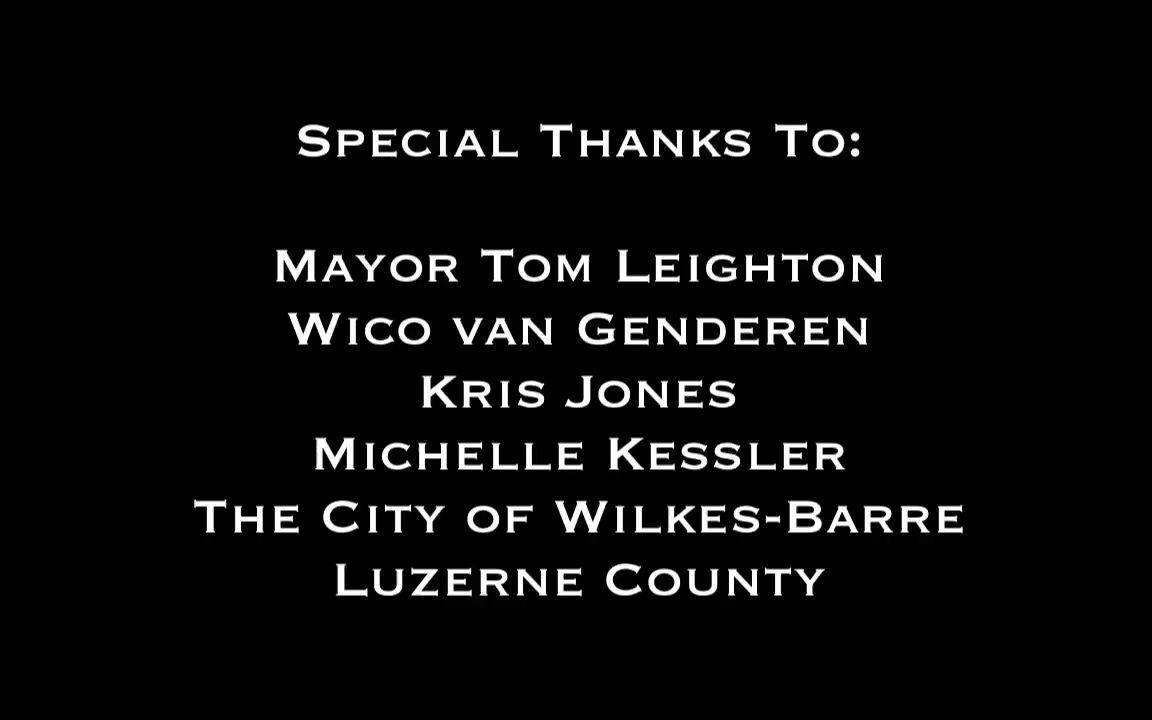 Special Thanks To:
Mayor Tom Leighton
Wico van Genderen
Kris Jones
Michelle Kessler
The City of Wilkes-Barre
Luzerne County